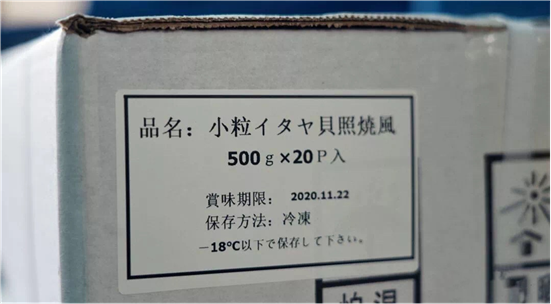 品名：小粒イタヤ貝照焼風
500ｇ×20Ｐ入
賞味期限： 2020.11.22
保存方法：冷凍
－18℃以下で保存して下さい。